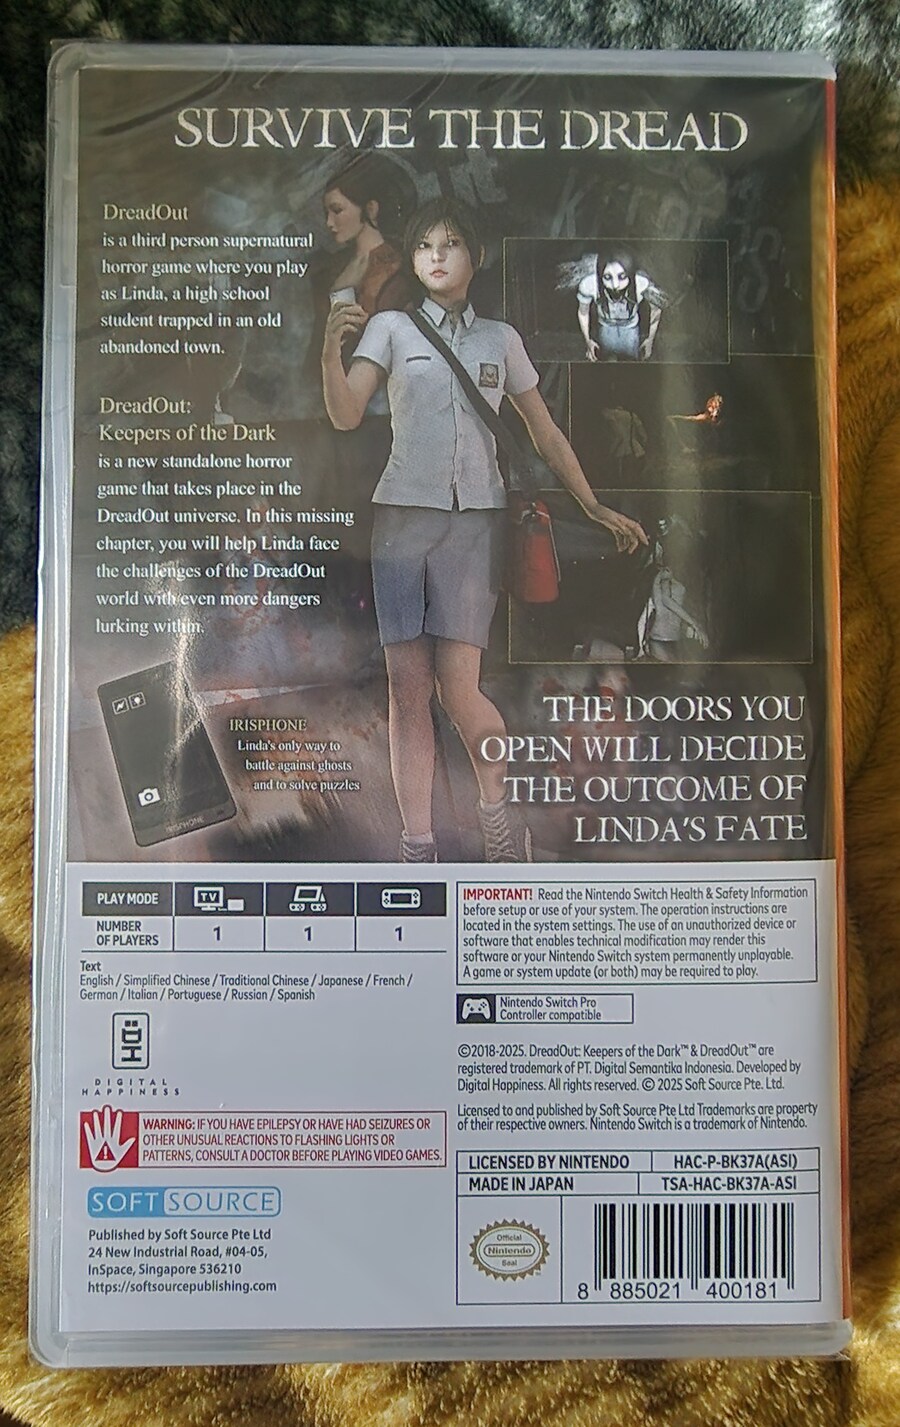 SURVIVE THE DREAD
DreadOut
is a third person supernatural
horror game where you play
as Linda, a high school
student trapped in an old
abandoned town.
DreadOut:
Keepers of the Dark
is a new standalone horror
game that takes place in the
DreadOut universe. In this missing
chapter, you will help Linda face
the challenges of the DreadOut
world with even more dangers
lurking within.
IRISPHONE
Linda's only way to
battle against ghosts
and to solve puzzles
IRISPHONE
THE DOORS YOU
OPEN WILL DECIDE
THE OUTCOME OF
LINDA'S FATE
PLAY MODE
TV
NUMBER
OF PLAYERS
1
1
1
Text
English / Simplified Chinese / Traditional Chinese / Japanese / French /
German / Italian / Portuguese / Russian / Spanish
DIGITAL
HAPPINESS
WARNING: IF YOU HAVE EPILEPSY OR HAVE HAD SEIZURES OR
OTHER UNUSUAL REACTIONS TO FLASHING LIGHTS OR
PATTERNS, CONSULT A DOCTOR BEFORE PLAYING VIDEO GAMES.
SOFT SOURCE
Published by Soft Source Pte Ltd
24 New Industrial Road, #04-05,
InSpace, Singapore 536210
https://softsourcepublishing.com
IMPORTANT! Read the Nintendo Switch Health & Safety Information
before setup or use of your system. The operation instructions are
located in the system settings. The use of an unauthorized device or
software that enables technical modification may render this
software or your Nintendo Switch system permanently unplayable.
A game or system update (or both) may be required to play.
Nintendo Switch Pro
Controller compatible
©2018-2025. DreadOut: Keepers of the Dark™ & DreadOut™ are
registered trademark of PT. Digital Semantika Indonesia. Developed by
Digital Happiness. All rights reserved. © 2025 Soft Source Pte. Ltd.
Licensed to and published by Soft Source Pte Ltd Trademarks are property
of their respective owners. Nintendo Switch is a trademark of Nintendo.
LICENSED BY NINTENDO
HAC-P-BK37A(ASI)
MADE IN JAPAN
TSA-HAC-BK37A-ASI
Official
Nintendo
Seal
8 885021 400181